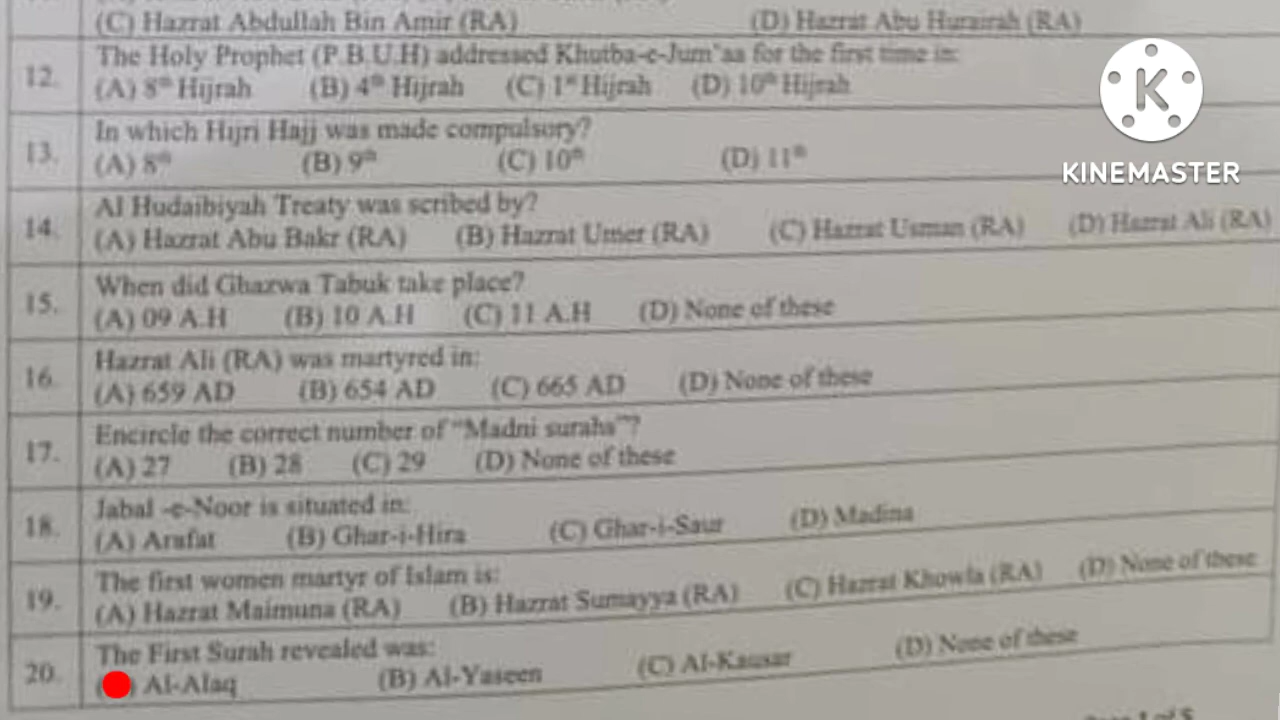 (C) Hazrat Abdullah Bin Amir (RA) (D) Hazrat Abu Hurairah (RA)
12. The Holy Prophet (P.B.U.H) addressed Khutba-e-Jum'aa for the first time in:
(A) 8th Hijrah (B) 4th Hijrah (C) 1st Hijrah (D) 10th Hijrah
13. In which Hijri Hajj was made compulsory?
(A) 8th (B) 9th (C) 10th (D) 11th
14. Al Hudaibiyah Treaty was scribed by?
(A) Hazrat Abu Bakr (RA) (B) Hazrat Umer (RA) (C) Hazrat Usman (RA) (D) Hazrat Ali (RA)
15. When did Ghazwa Tabuk take place?
(A) 09 A.H (B) 10 A.H (C) 11 A.H (D) None of these
16. Hazrat Ali (RA) was martyred in:
(A) 659 AD (B) 654 AD (C) 665 AD (D) None of these
17. Encircle the correct number of "Madni surahs"?
(A) 27 (B) 28 (C) 29 (D) None of these
18. Jabal -e-Noor is situated in:
(A) Arafat (B) Ghar-i-Hira (C) Ghar-i-Saur (D) Madina
19. The first women martyr of Islam is:
(A) Hazrat Maimuna (RA) (B) Hazrat Sumayya (RA) (C) Hazrat Khowla (RA) (D) None of these
20. The First Surah revealed was:
Al-Alaq (B) Al-Yaseen (C) Al-Kausar (D) None of these
K
KINEMASTER